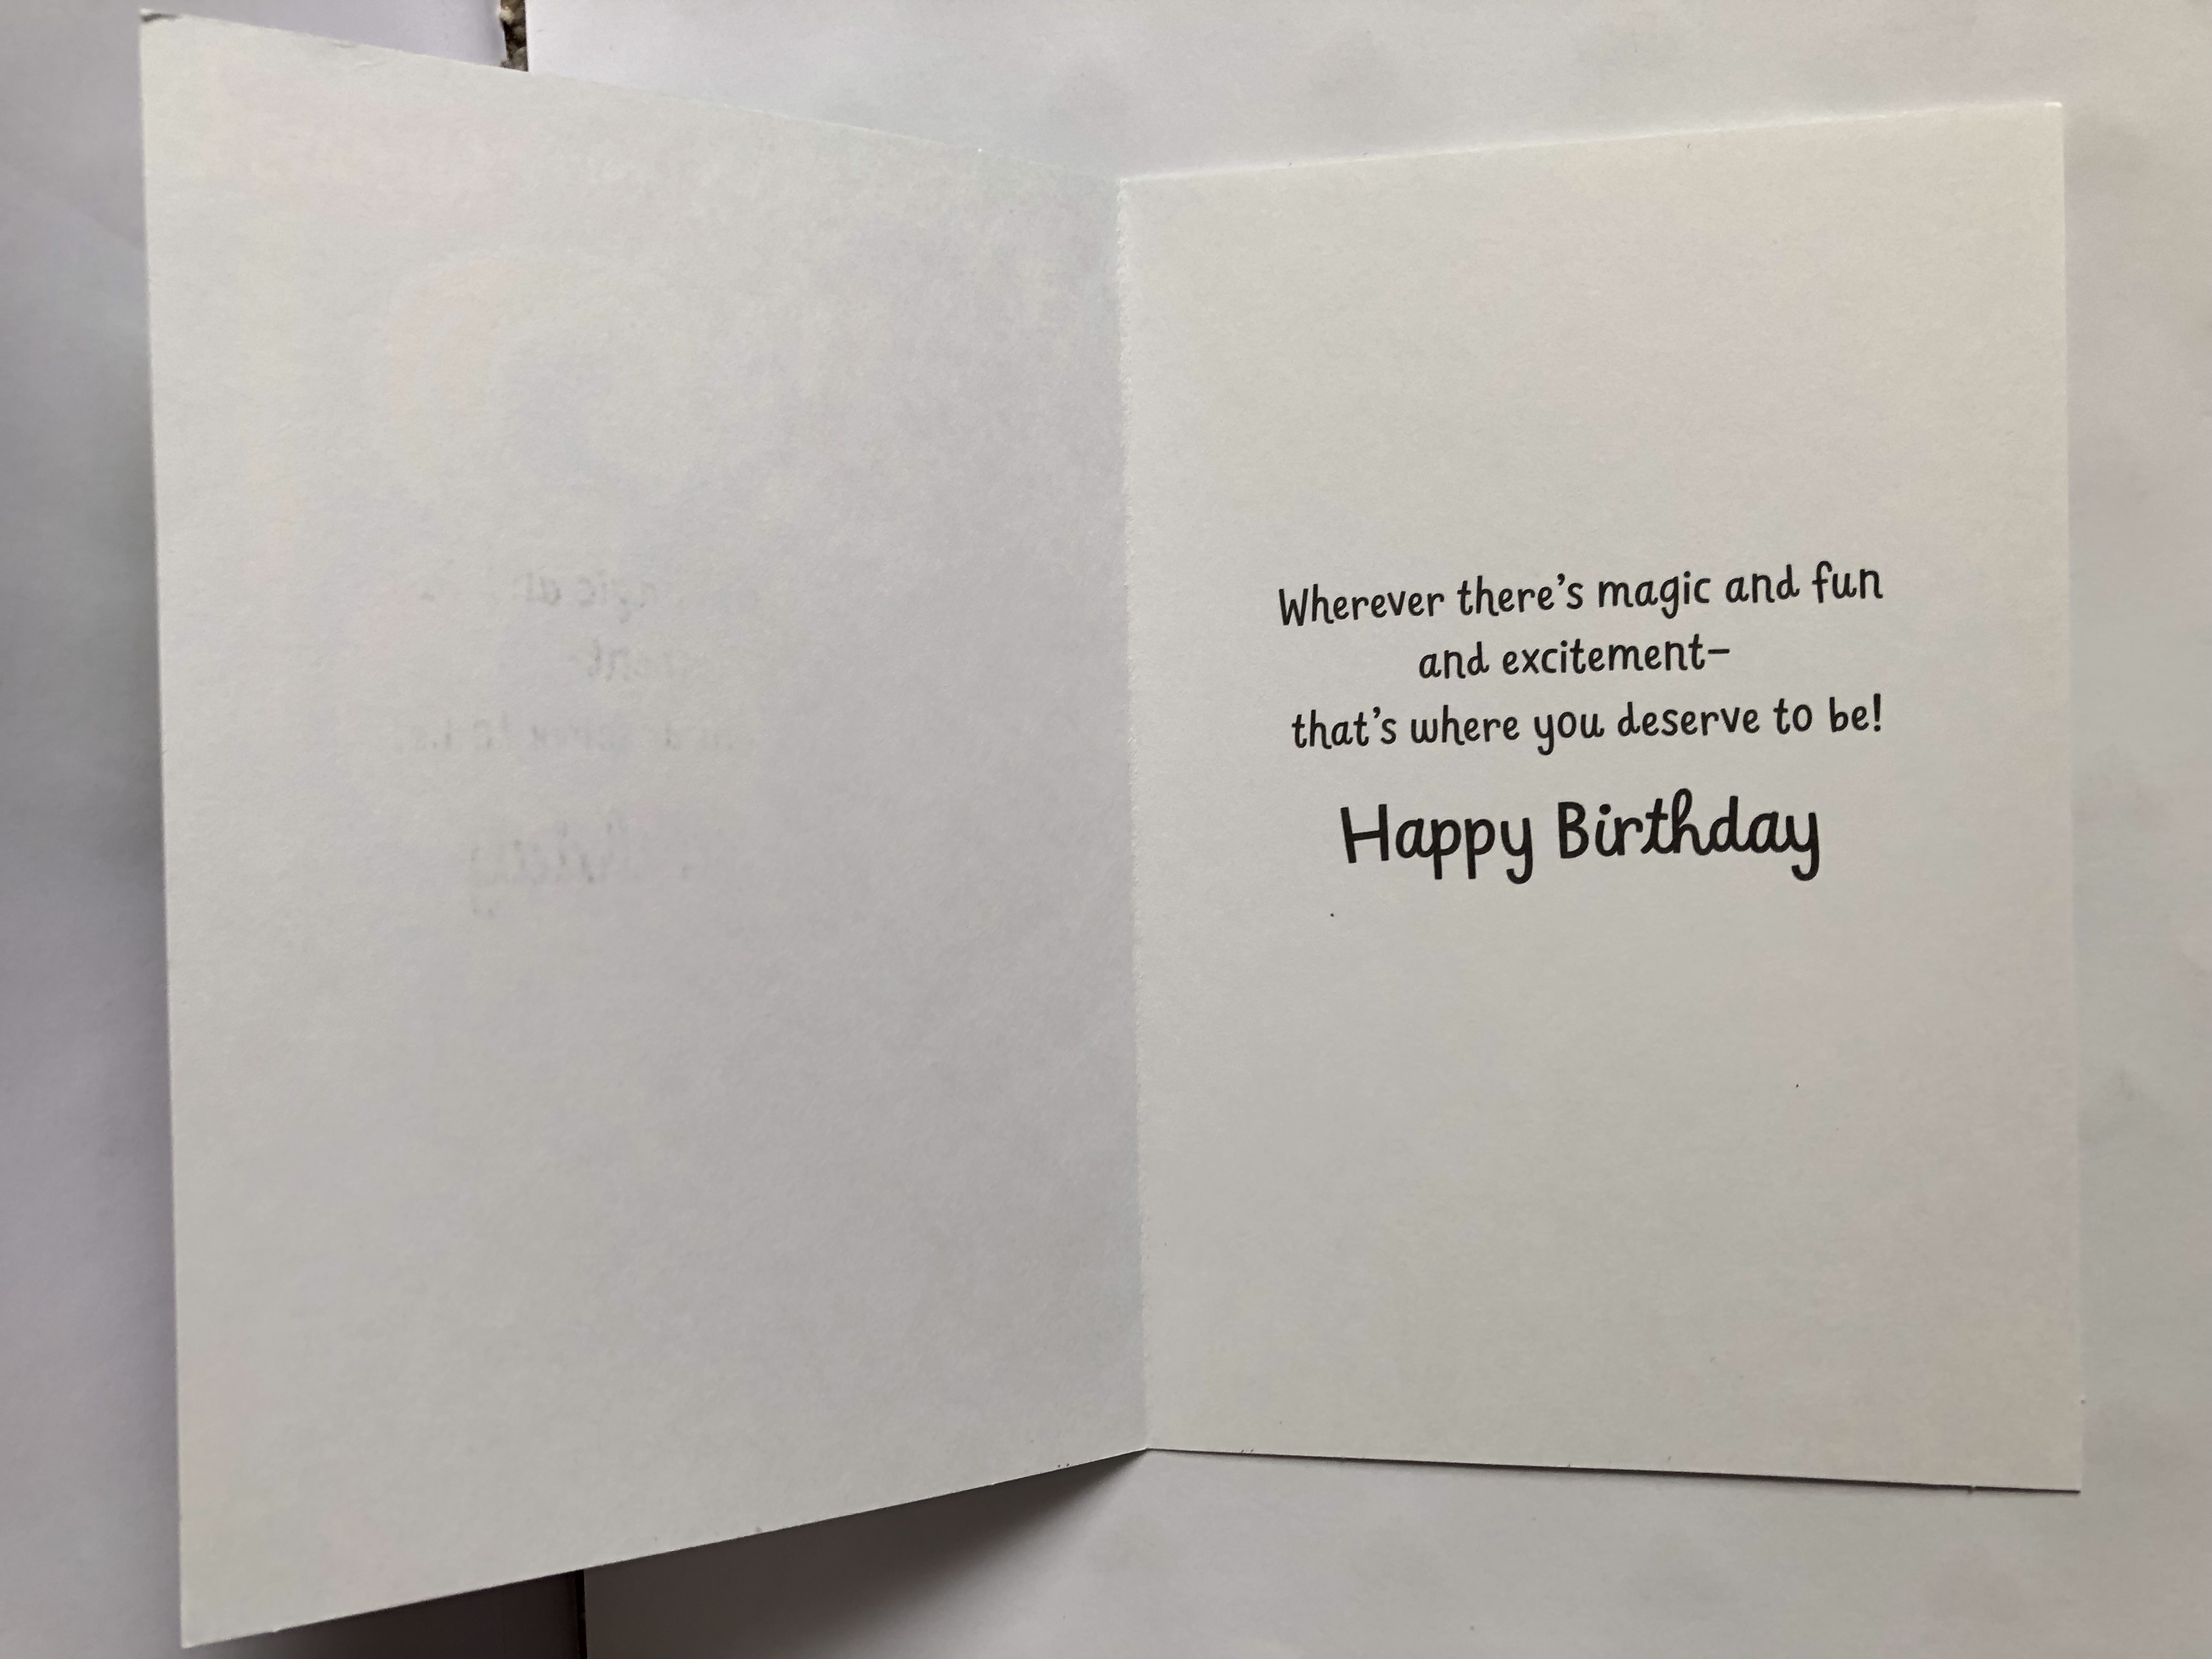 Wherever there's magic and fun
and excitement–
that's where you deserve to be!
Happy Birthday